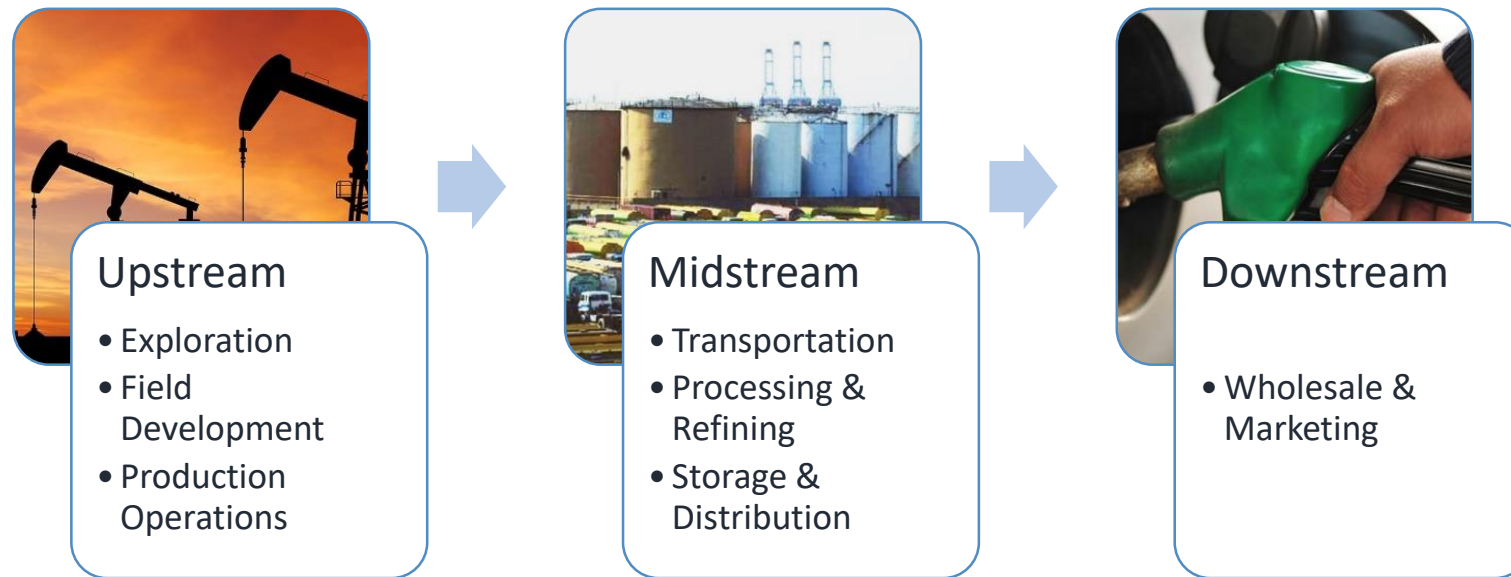 Upstream
• Exploration
• Field
Development
• Production
Operations
Midstream
• Transportation
• Processing &
Refining
• Storage &
Distribution
Downstream
• Wholesale &
Marketing